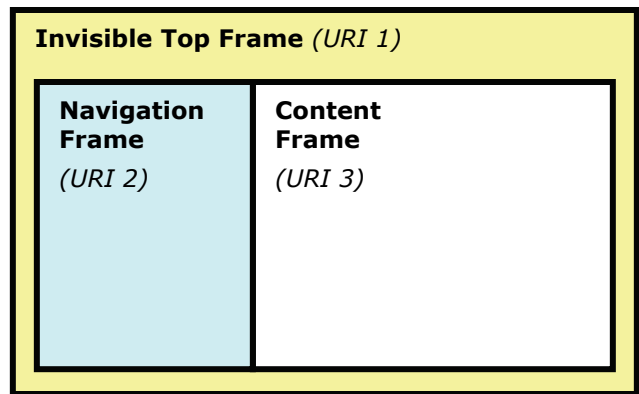 Invisible Top Frame (URI 1)
Navigation
Frame
(URI 2)
Content
Frame
(URI 3)